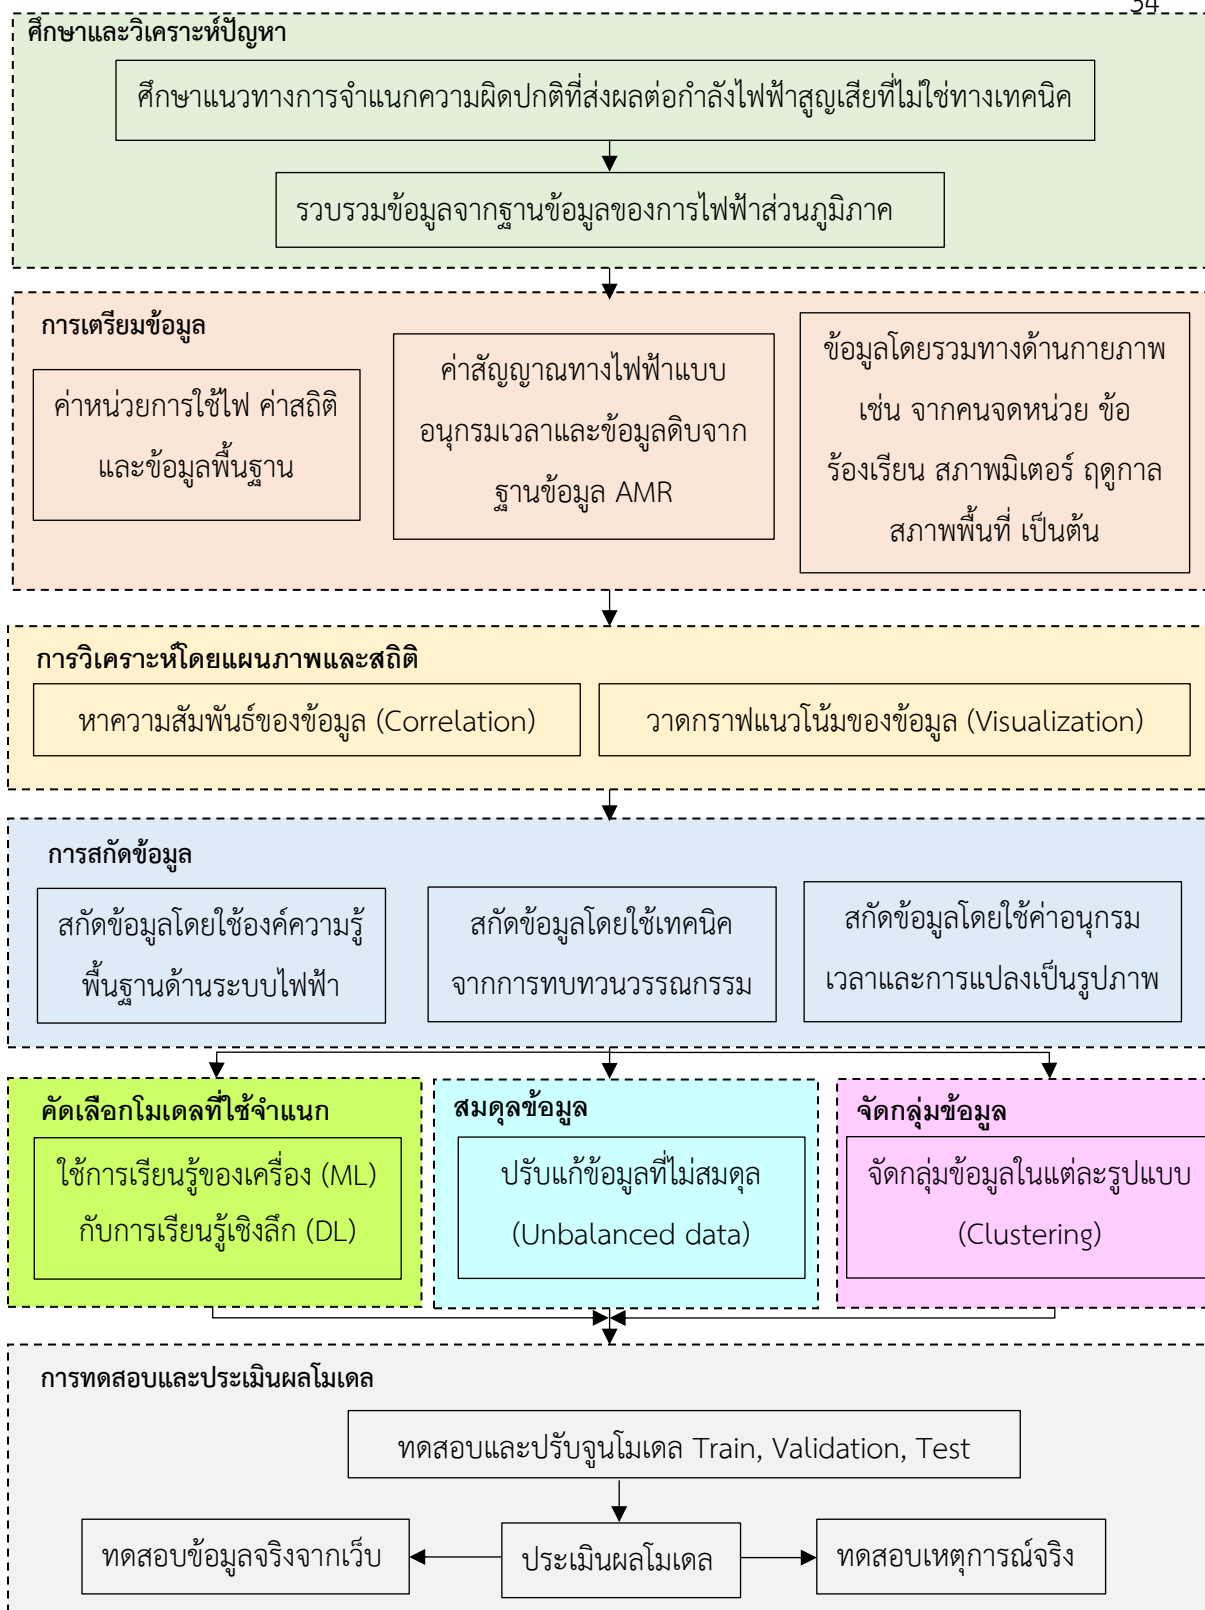 34
ศึกษาและวิเคราะห์ปัญหา
ศึกษาแนวทางการจำแนกความผิดปกติที่ส่งผลต่อกำลังไฟฟ้าสูญเสียที่ไม่ใช่ทางเทคนิค
รวบรวมข้อมูลจากฐานข้อมูลของการไฟฟ้าส่วนภูมิภาค
การเตรียมข้อมูล
ค่าหน่วยการใช้ไฟ ค่าสถิติ
และข้อมูลพื้นฐาน
ค่าสัญญาณทางไฟฟ้าแบบ
อนุกรมเวลาและข้อมูลดิบจาก
ฐานข้อมูล AMR
ข้อมูลโดยรวมทางด้านกายภาพ
เช่น จากคนจดหน่วย ข้อ
ร้องเรียน สภาพมิเตอร์ ฤดูกาล
สภาพพื้นที่ เป็นต้น
การวิเคราะห์โดยแผนภาพและสถิติ
หาความสัมพันธ์ของข้อมูล (Correlation)
วาดกราฟแนวโน้มของข้อมูล (Visualization)
การสกัดข้อมูล
สกัดข้อมูลโดยใช้องค์ความรู้
พื้นฐานด้านระบบไฟฟ้า
สกัดข้อมูลโดยใช้เทคนิค
จากการทบทวนวรรณกรรม
สกัดข้อมูลโดยใช้ค่าอนุกรม
เวลาและการแปลงเป็นรูปภาพ
คัดเลือกโมเดลที่ใช้จำแนก
ใช้การเรียนรู้ของเครื่อง (ML)
กับการเรียนรู้เชิงลึก (DL)
สมดุลข้อมูล
ปรับแก้ข้อมูลที่ไม่สมดุล
(Unbalanced data)
จัดกลุ่มข้อมูล
จัดกลุ่มข้อมูลในแต่ละรูปแบบ
(Clustering)
การทดสอบและประเมินผลโมเดล
ทดสอบและปรับจูนโมเดล Train, Validation, Test
ทดสอบข้อมูลจริงจากเว็บ
ประเมินผลโมเดล
ทดสอบเหตุการณ์จริง